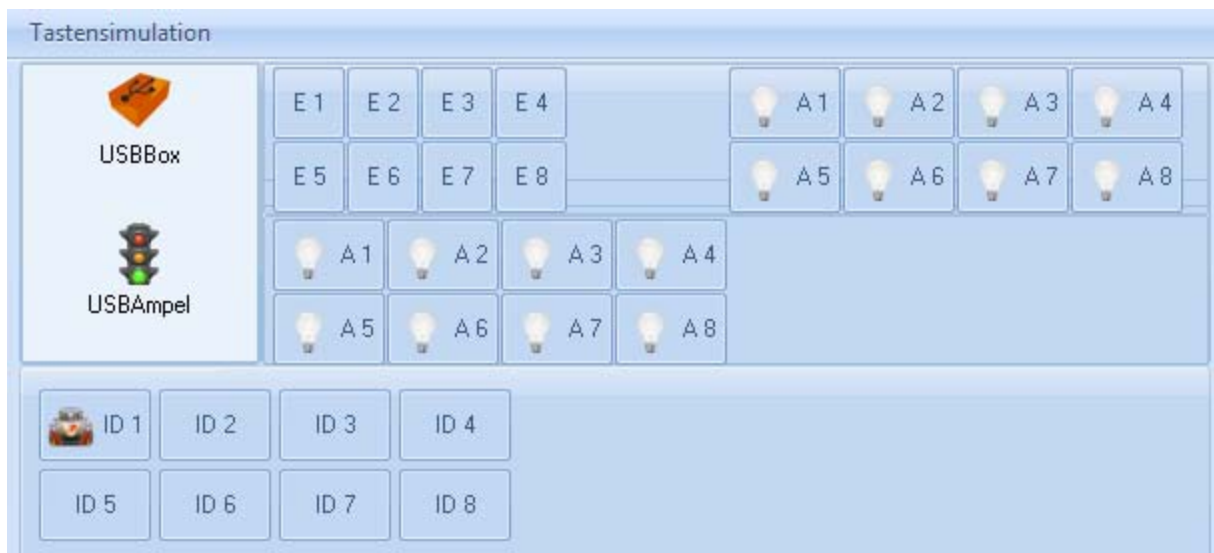 Tastensimulation
USBBox
E 1 E 2 E 3 E 4 A 1 A 2 A 3 A 4
E 5 E 6 E 7 E 8 A 5 A 6 A 7 A 8
USBAmpel
A 1 A 2 A 3 A 4
A 5 A 6 A 7 A 8
ID 1 ID 2 ID 3 ID 4
ID 5 ID 6 ID 7 ID 8